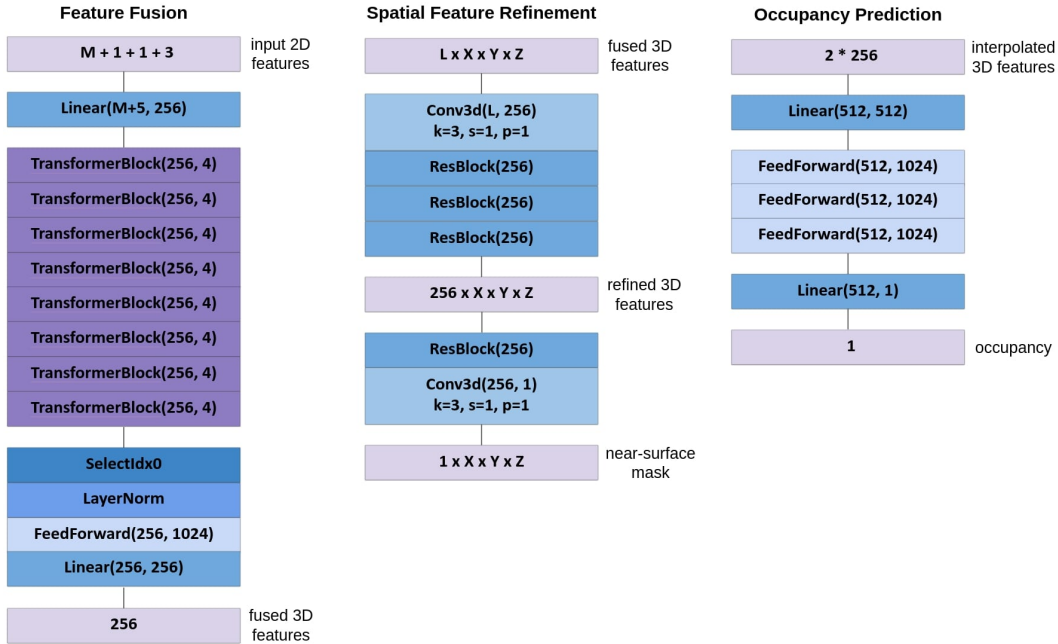 Feature Fusion
M + 1 + 1 + 3
input 2D
features
Linear(M+5, 256)
TransformerBlock(256, 4)
TransformerBlock(256, 4)
TransformerBlock(256, 4)
TransformerBlock(256, 4)
TransformerBlock(256, 4)
TransformerBlock(256, 4)
TransformerBlock(256, 4)
TransformerBlock(256, 4)
SelectIdx0
LayerNorm
FeedForward(256, 1024)
Linear(256, 256)
256
fused 3D
features
Spatial Feature Refinement
L x X x Y x Z
fused 3D
features
Conv3d(L, 256)
k=3, s=1, p=1
ResBlock(256)
ResBlock(256)
ResBlock(256)
256 x X x Y x Z
refined 3D
features
ResBlock(256)
Conv3d(256, 1)
k=3, s=1, p=1
1 x X x Y x Z
near-surface
mask
Occupancy Prediction
2 * 256
interpolated
3D features
Linear(512, 512)
FeedForward(512, 1024)
FeedForward(512, 1024)
FeedForward(512, 1024)
Linear(512, 1)
1
occupancy